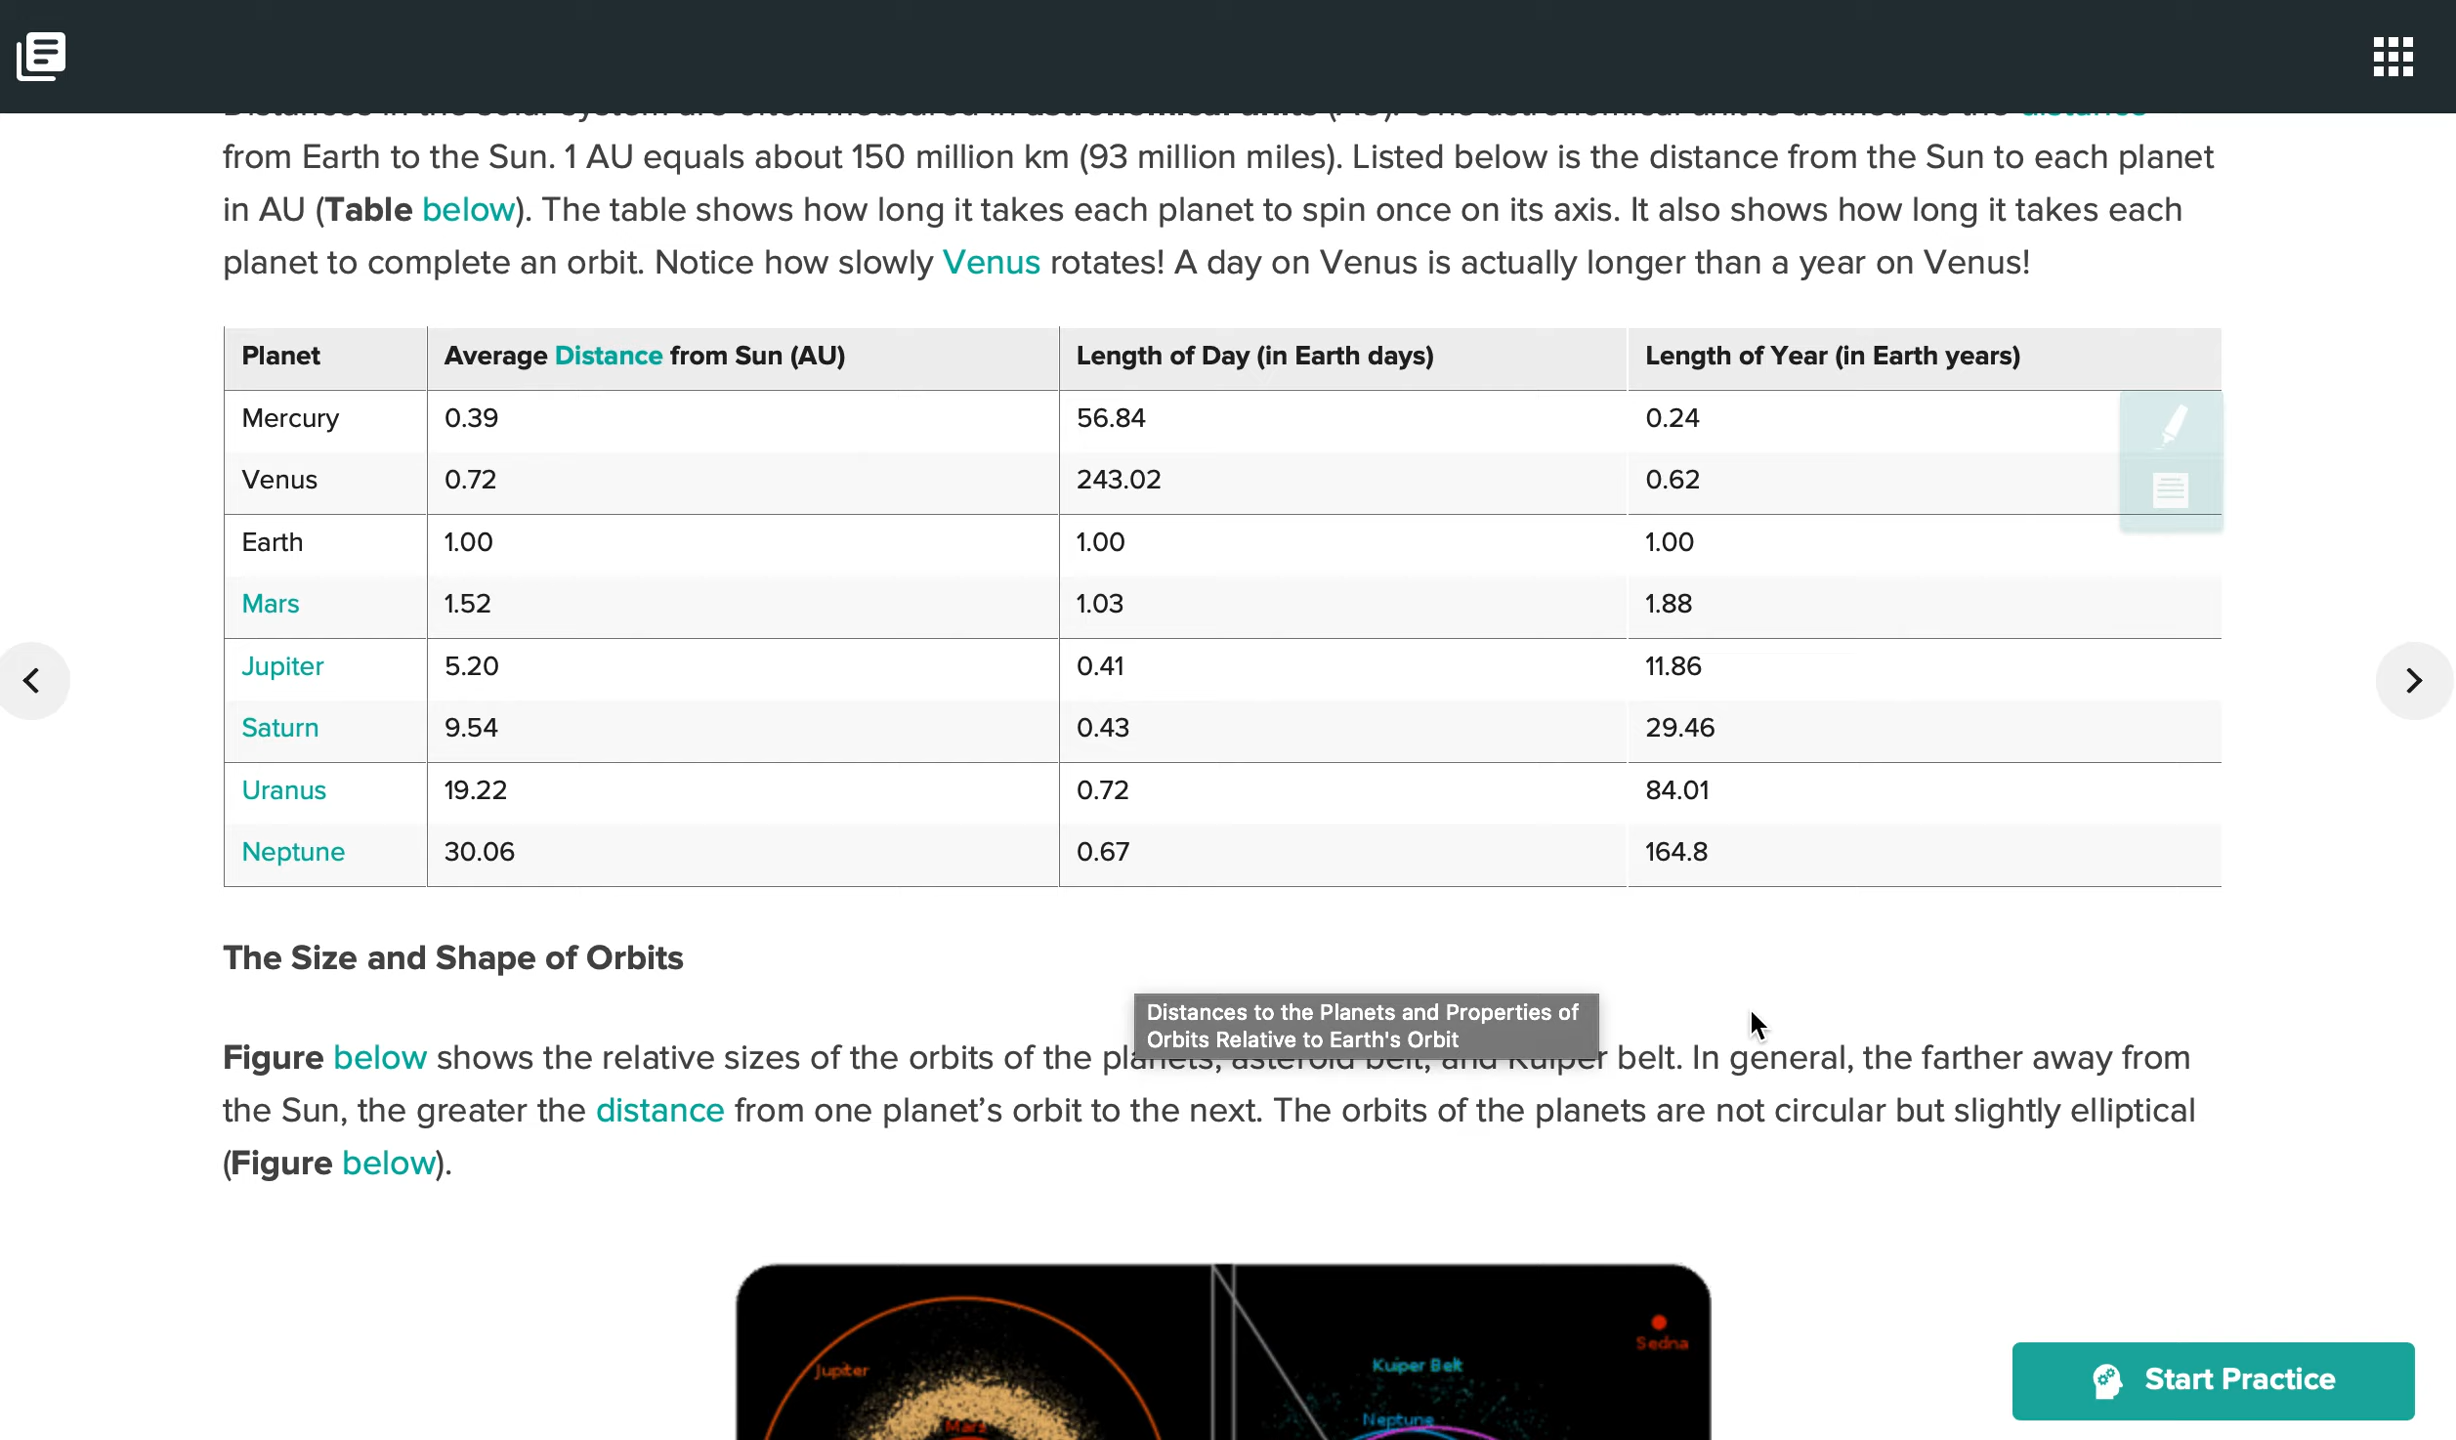 from Earth to the Sun. 1 AU equals about 150 million km (93 million miles). Listed below is the distance from the Sun to each planet
in AU (Table below). The table shows how long it takes each planet to spin once on its axis. It also shows how long it takes each
planet to complete an orbit. Notice how slowly Venus rotates! A day on Venus is actually longer than a year on Venus!
Planet Average Distance from Sun (AU) Length of Day (in Earth days) Length of Year (in Earth years)
Mercury 0.39 56.84 0.24
Venus 0.72 243.02 0.62
Earth 1.00 1.00 1.00
Mars 1.52 1.03 1.88
Jupiter 5.20 0.41 11.86
Saturn 9.54 0.43 29.46
Uranus 19.22 0.72 84.01
Neptune 30.06 0.67 164.8
The Size and Shape of Orbits
Distances to the Planets and Properties of
Orbits Relative to Earth's Orbit
Figure below shows the relative sizes of the orbits of the planets, asteroid belt, and Kuiper belt. In general, the farther away from
the Sun, the greater the distance from one planet’s orbit to the next. The orbits of the planets are not circular but slightly elliptical
(Figure below).
Jupiter
Mars
Kuiper Belt
Sedna
Neptune
Start Practice